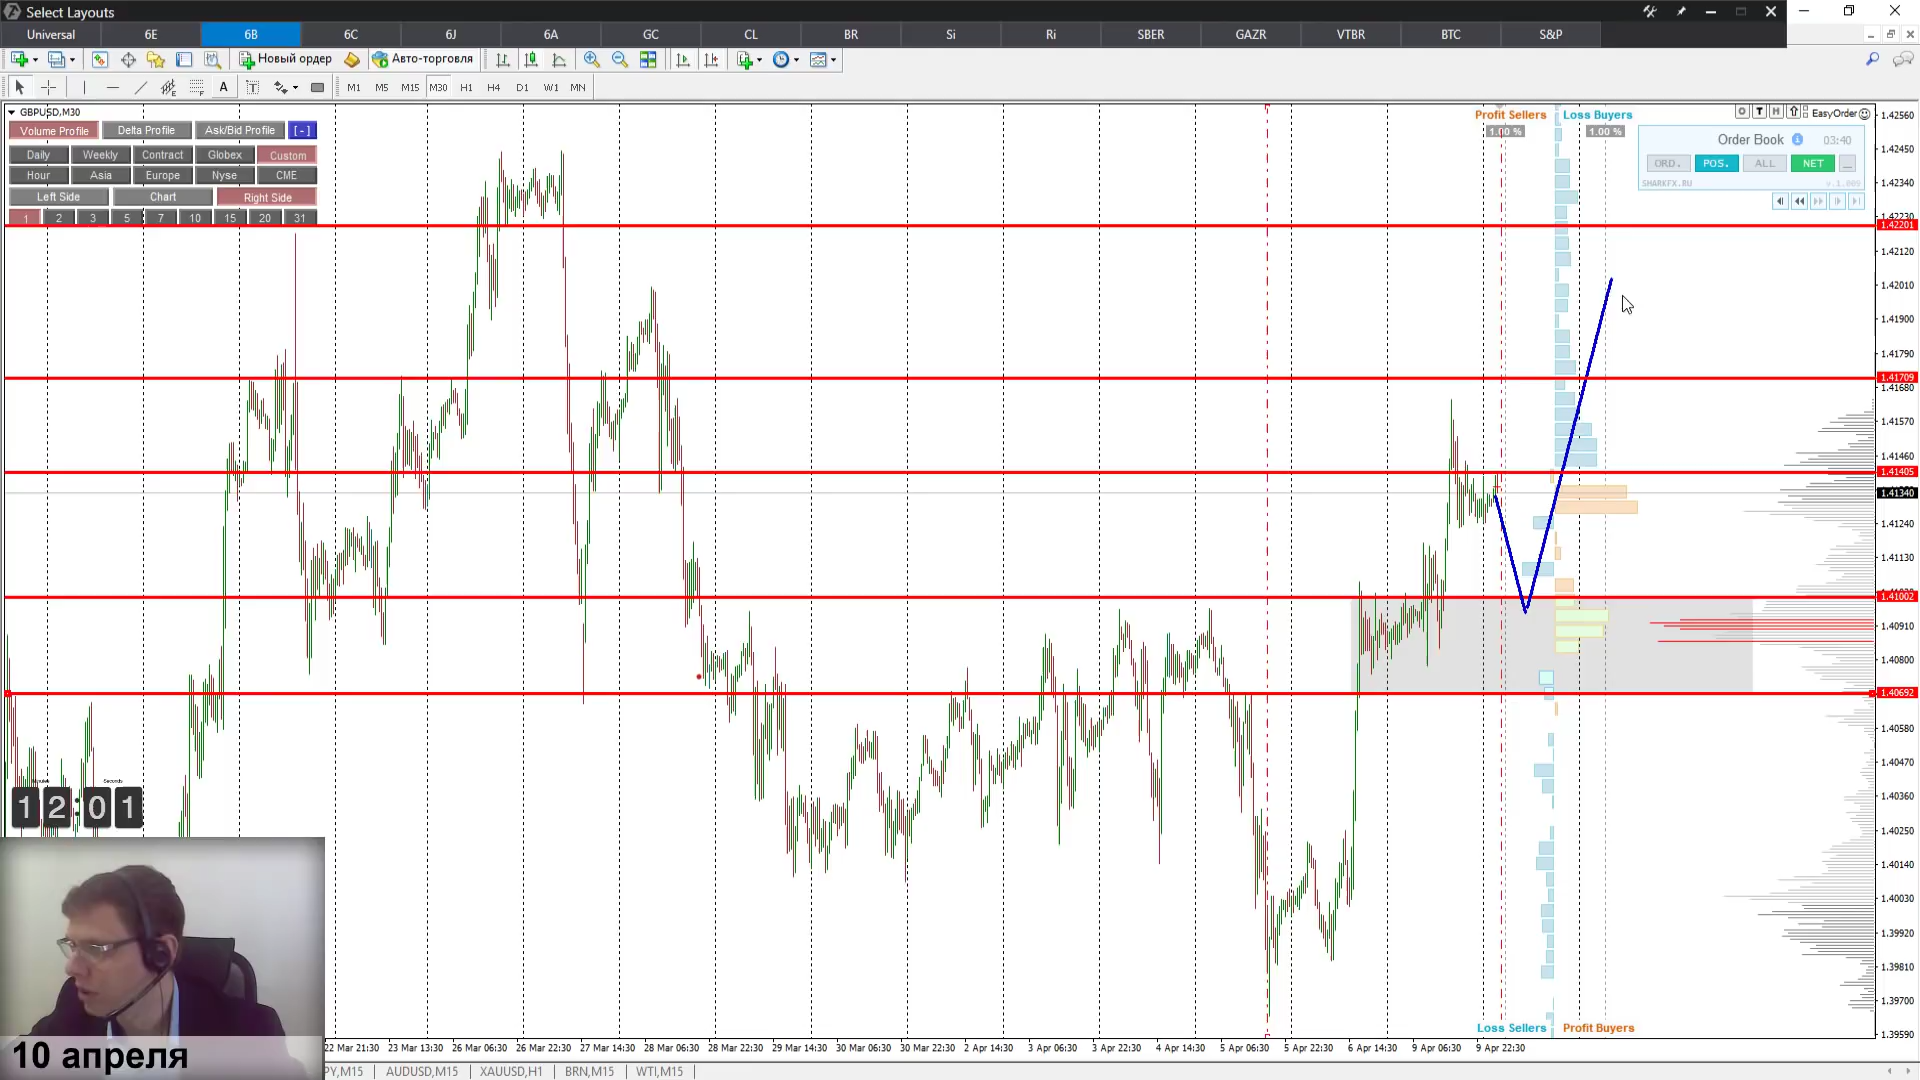 Select Layouts
Universal 6E 6B 6C 6J 6A GC CL BR Si Ri SBER GAZR VTBR BTC S&P
Новый ордер Авто-торговля
A T M1 M5 M15 M30 H1 H4 D1 W1 MN
GBPUSD,M30
Volume Profile Delta Profile Ask/Bid Profile [-]
Daily Weekly Contract Globex Custom
Hour Asia Europe Nyse CME
Left Side Chart Right Side
1 2 3 5 7 10 15 20 31
Profit Sellers Loss Buyers
1.00 % 1.00 %
EasyOrder
Order Book 03:40
ORD. POS. ALL NET
SHARKFX.RU v.1.009
1.42560
1.42450
1.42340
1.42230
1.42201
1.42120
1.42010
1.41900
1.41790
1.41709
1.41680
1.41570
1.41460
1.41405
1.41340
1.41240
1.41130
1.41002
1.40910
1.40800
1.40692
1.40580
1.40470
1.40360
1.40250
1.40140
1.40030
1.39920
1.39810
1.39700
1.39590
Minutes Seconds
12:01
Loss Sellers Profit Buyers
10 апреля
22 Mar 21:30 23 Mar 13:30 26 Mar 06:30 26 Mar 22:30 27 Mar 14:30 28 Mar 06:30 28 Mar 22:30 29 Mar 14:30 30 Mar 06:30 30 Mar 22:30 2 Apr 14:30 3 Apr 06:30 3 Apr 22:30 4 Apr 14:30 5 Apr 06:30 5 Apr 22:30 6 Apr 14:30 9 Apr 06:30 9 Apr 22:30
PY,M15 AUDUSD,M15 XAUUSD,H1 BRN,M15 WTI,M15